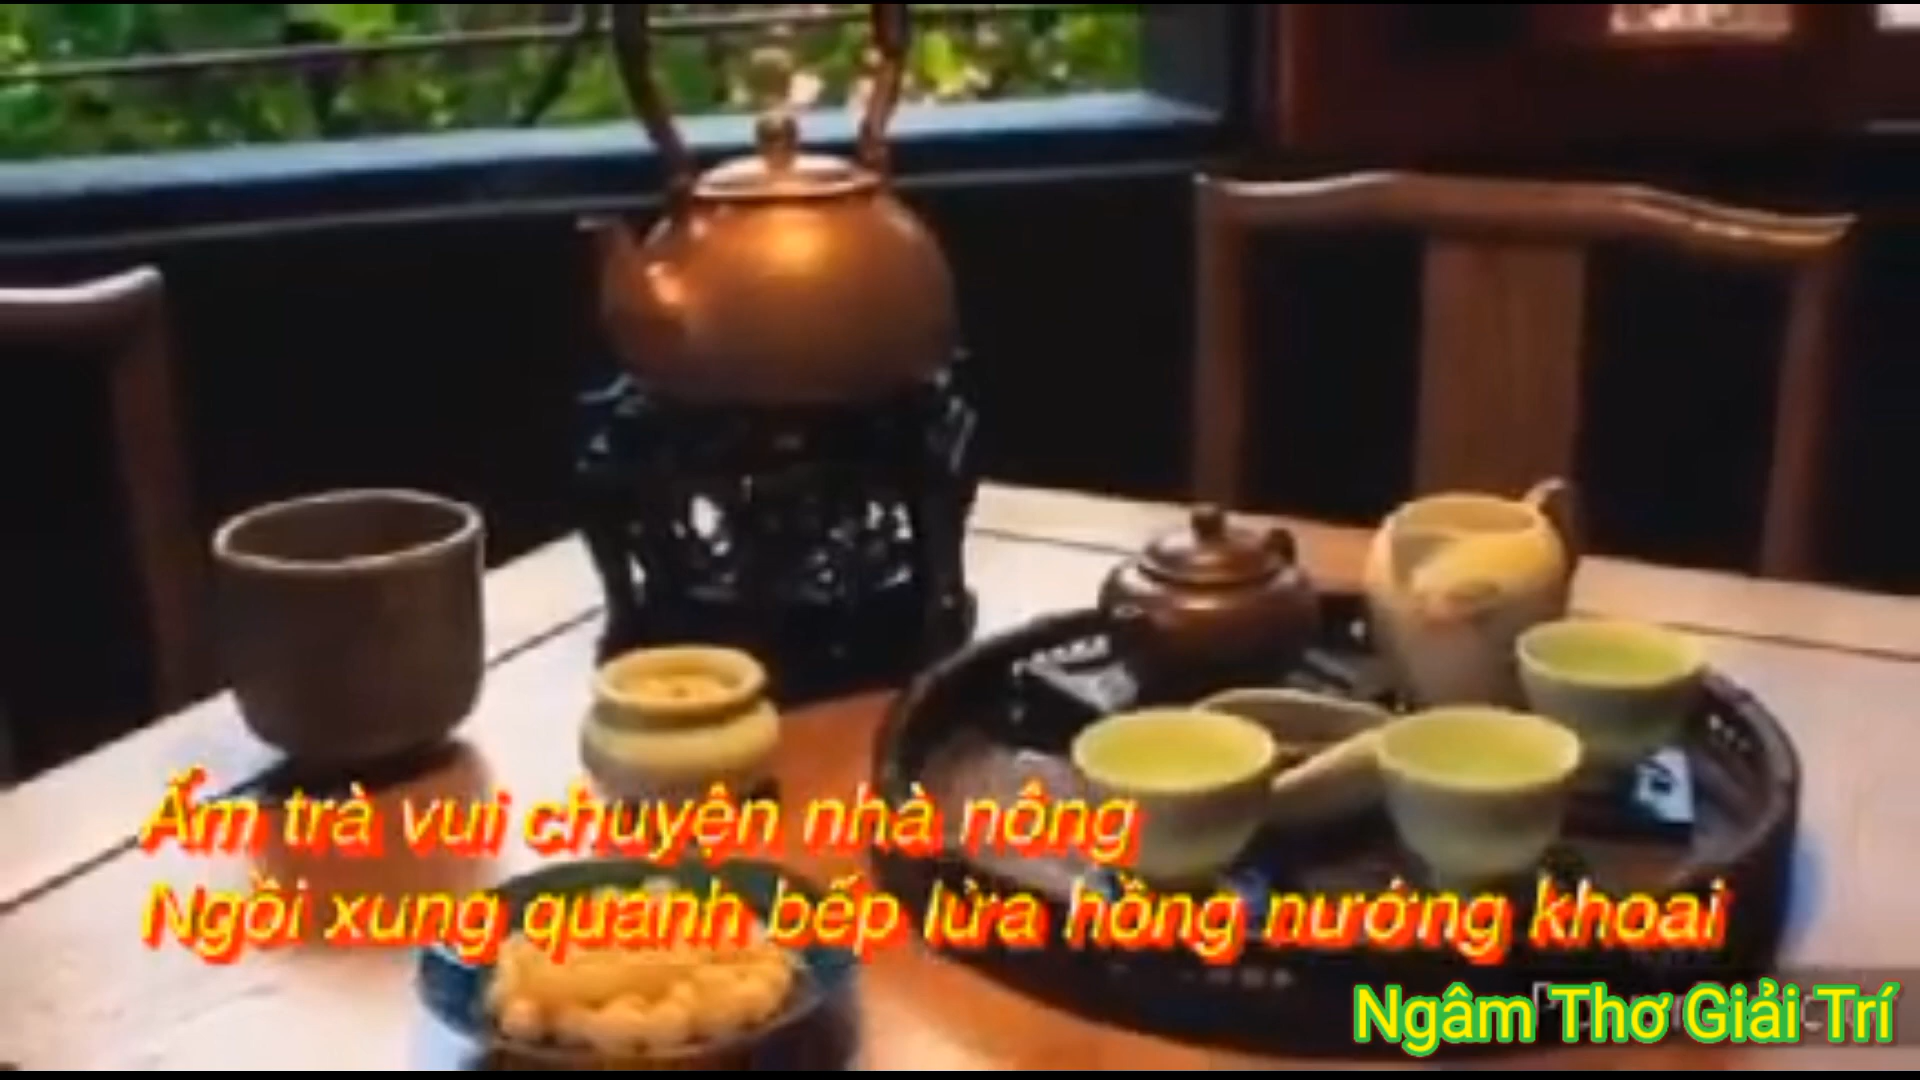 Ấm trà vui chuyện nhà nông
Ngồi xung quanh bếp lửa hồng nướng khoai
Ngâm Thơ Giải Trí